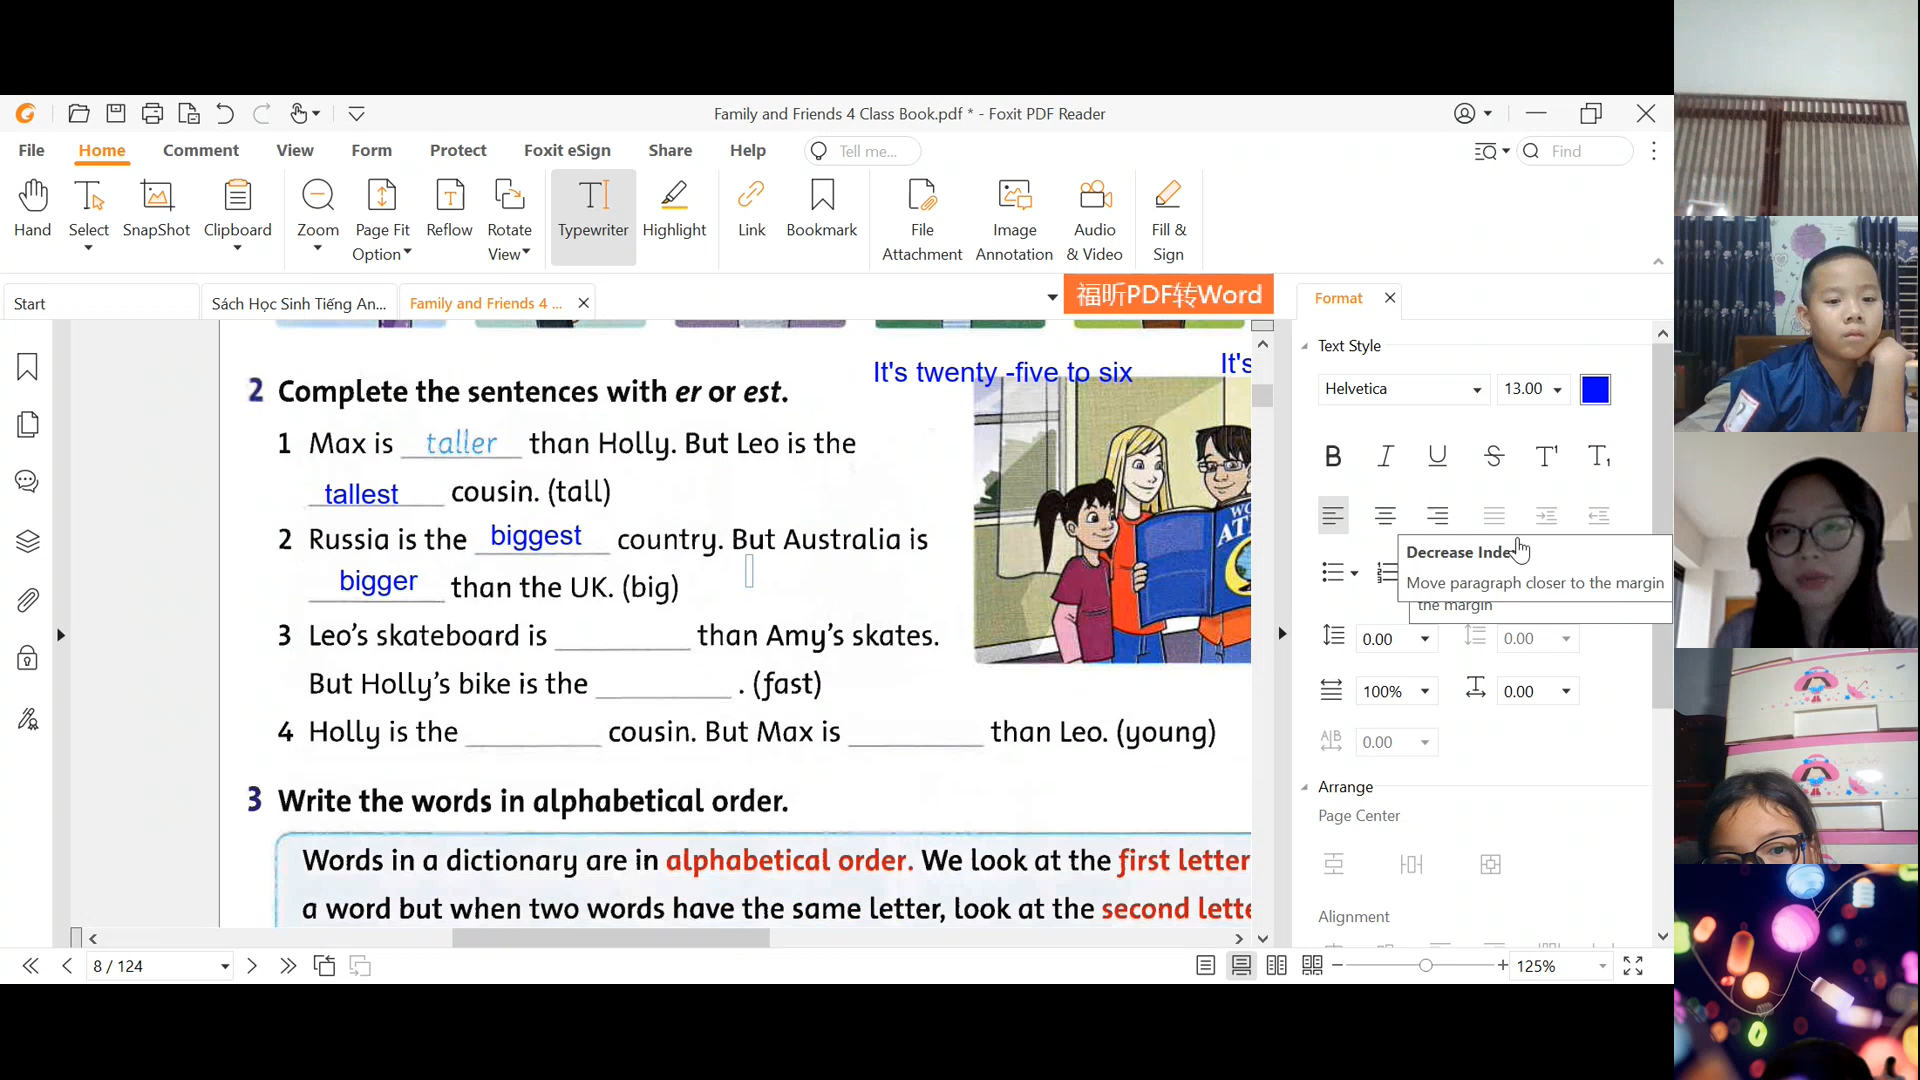 Family and Friends 4 Class Book.pdf * - Foxit PDF Reader
File Home Comment View Form Protect Foxit eSign Share Help Tell me... Find
Hand Select SnapShot Clipboard Zoom Page Fit Option Reflow Rotate View Typewriter Highlight Link Bookmark File Attachment Image Annotation Audio & Video Fill & Sign
Start Sách Học Sinh Tiếng An... Family and Friends 4 ... 福昕PDF转Word Format
It's twenty -five to six It's
2 Complete the sentences with er or est.
1 Max is taller than Holly. But Leo is the
tallest cousin. (tall)
2 Russia is the biggest country. But Australia is
bigger than the UK. (big)
3 Leo's skateboard is ____ than Amy's skates.
But Holly's bike is the ____ . (fast)
4 Holly is the ____ cousin. But Max is ____ than Leo. (young)
3 Write the words in alphabetical order.
Words in a dictionary are in alphabetical order. We look at the first letter
a word but when two words have the same letter, look at the second lette
Text Style
Helvetica 13.00
Decrease Inde
Move paragraph closer to the margin
the margin
0.00 0.00
100% 0.00
0.00
Arrange
Page Center
Alignment
8 / 124 125%